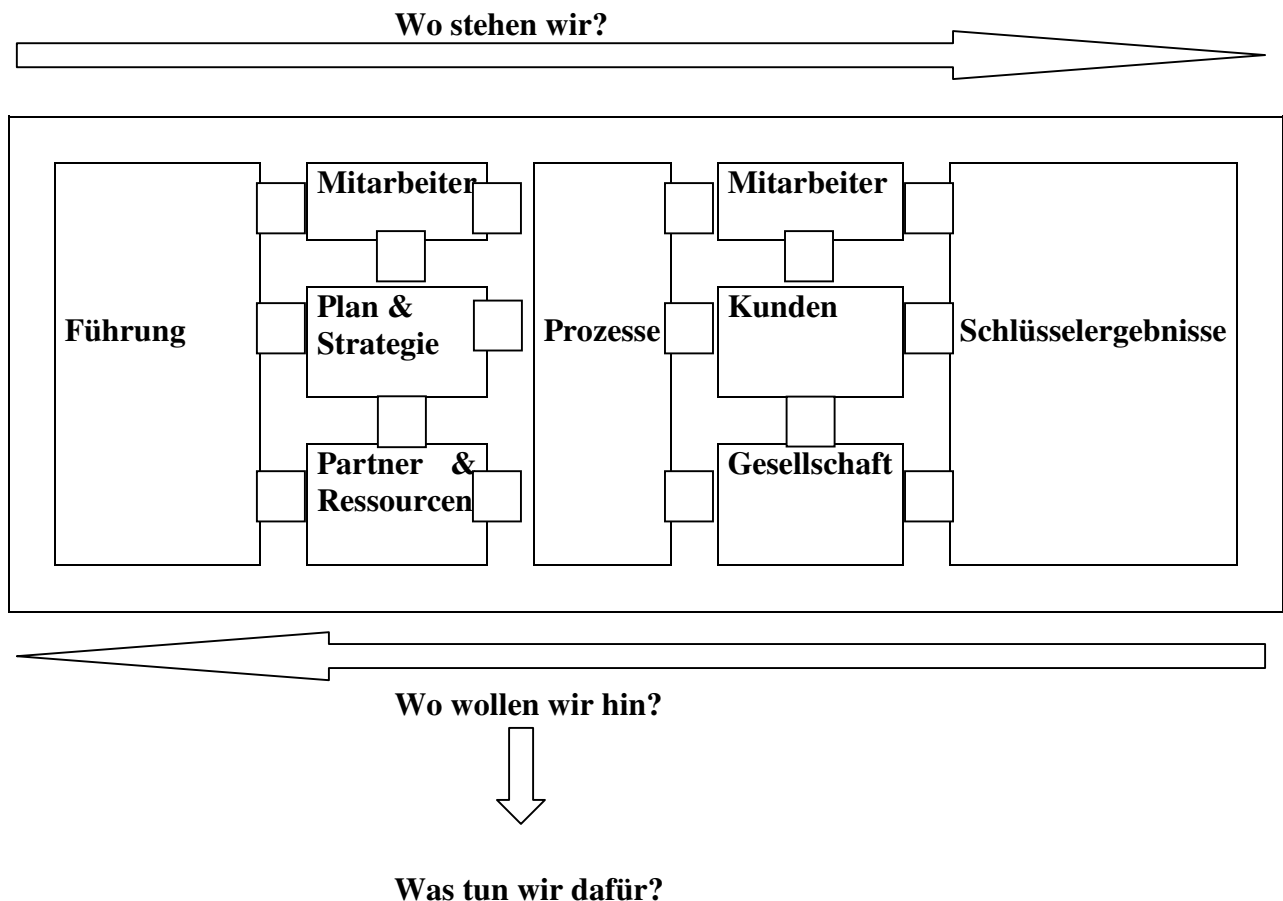 Wo stehen wir?
Mitarbeiter
Mitarbeiter
Führung
Plan &
Strategie
Prozesse
Kunden
Schlüsselergebnisse
Partner &
Ressourcen
Gesellschaft
Wo wollen wir hin?
Was tun wir dafür?